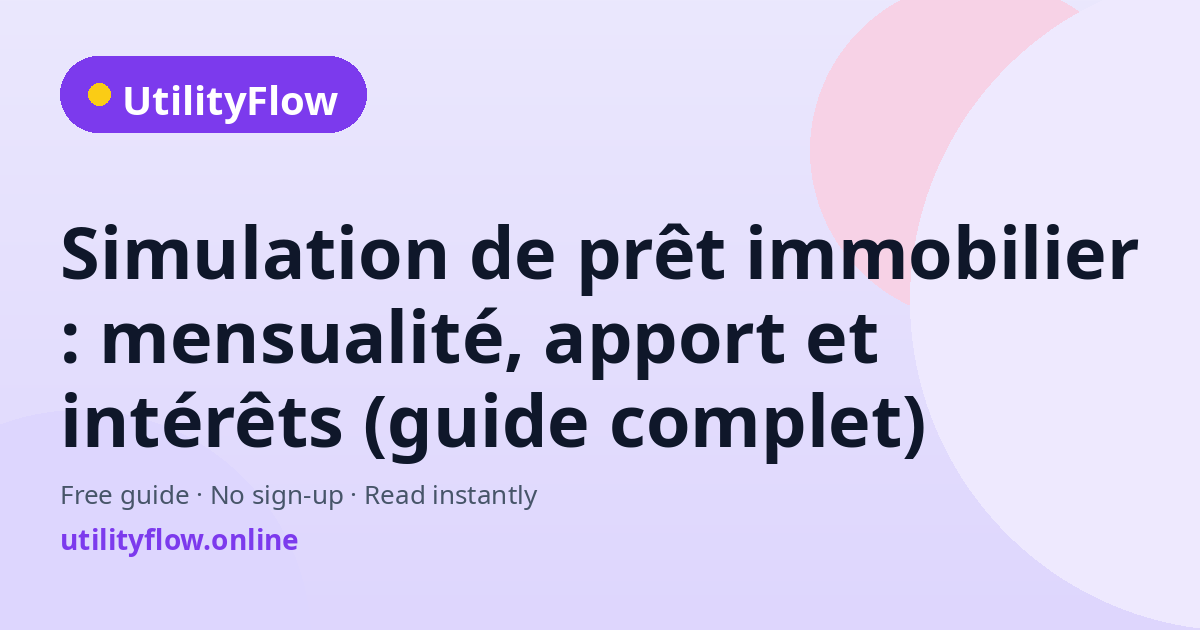 UtilityFlow
Simulation de prêt immobilier
: mensualité, apport et
intérêts (guide complet)
Free guide · No sign-up · Read instantly
utilityflow.online